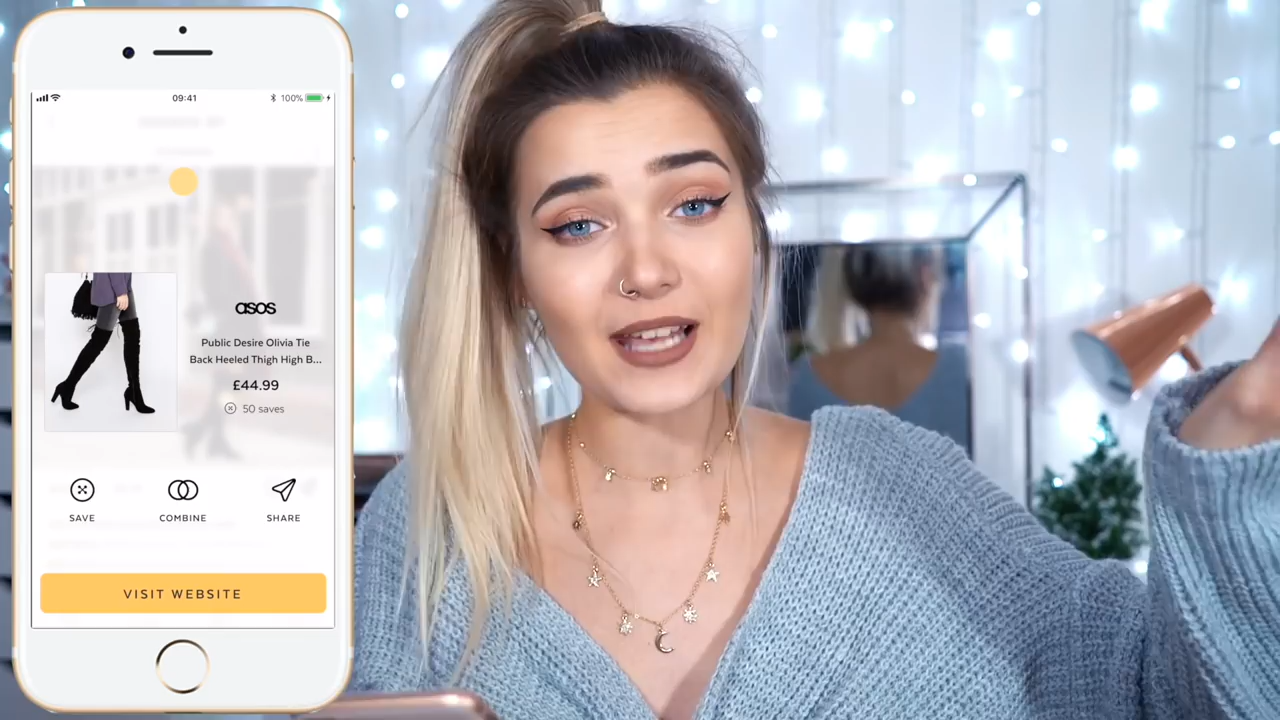 09:41
100%
asos
Public Desire Olivia Tie
Back Heeled Thigh High B...
£44.99
50 saves
SAVE
COMBINE
SHARE
VISIT WEBSITE